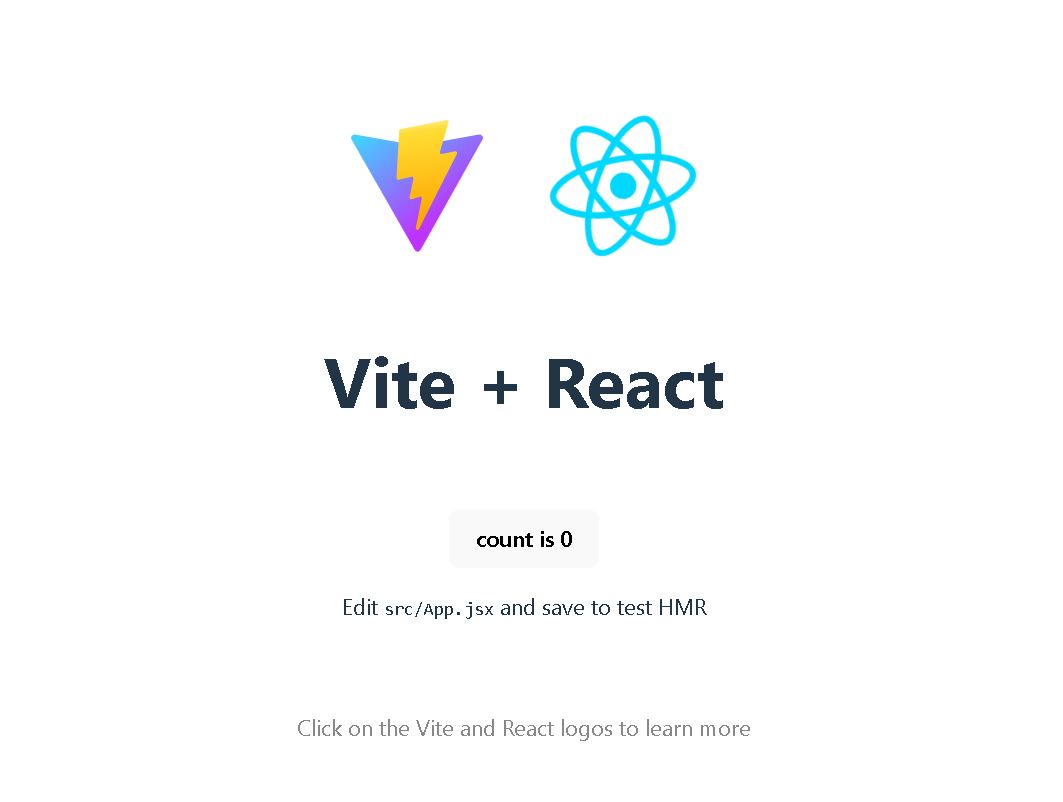 Vite + React
count is 0
Edit src/App.jsx and save to test HMR
Click on the Vite and React logos to learn more